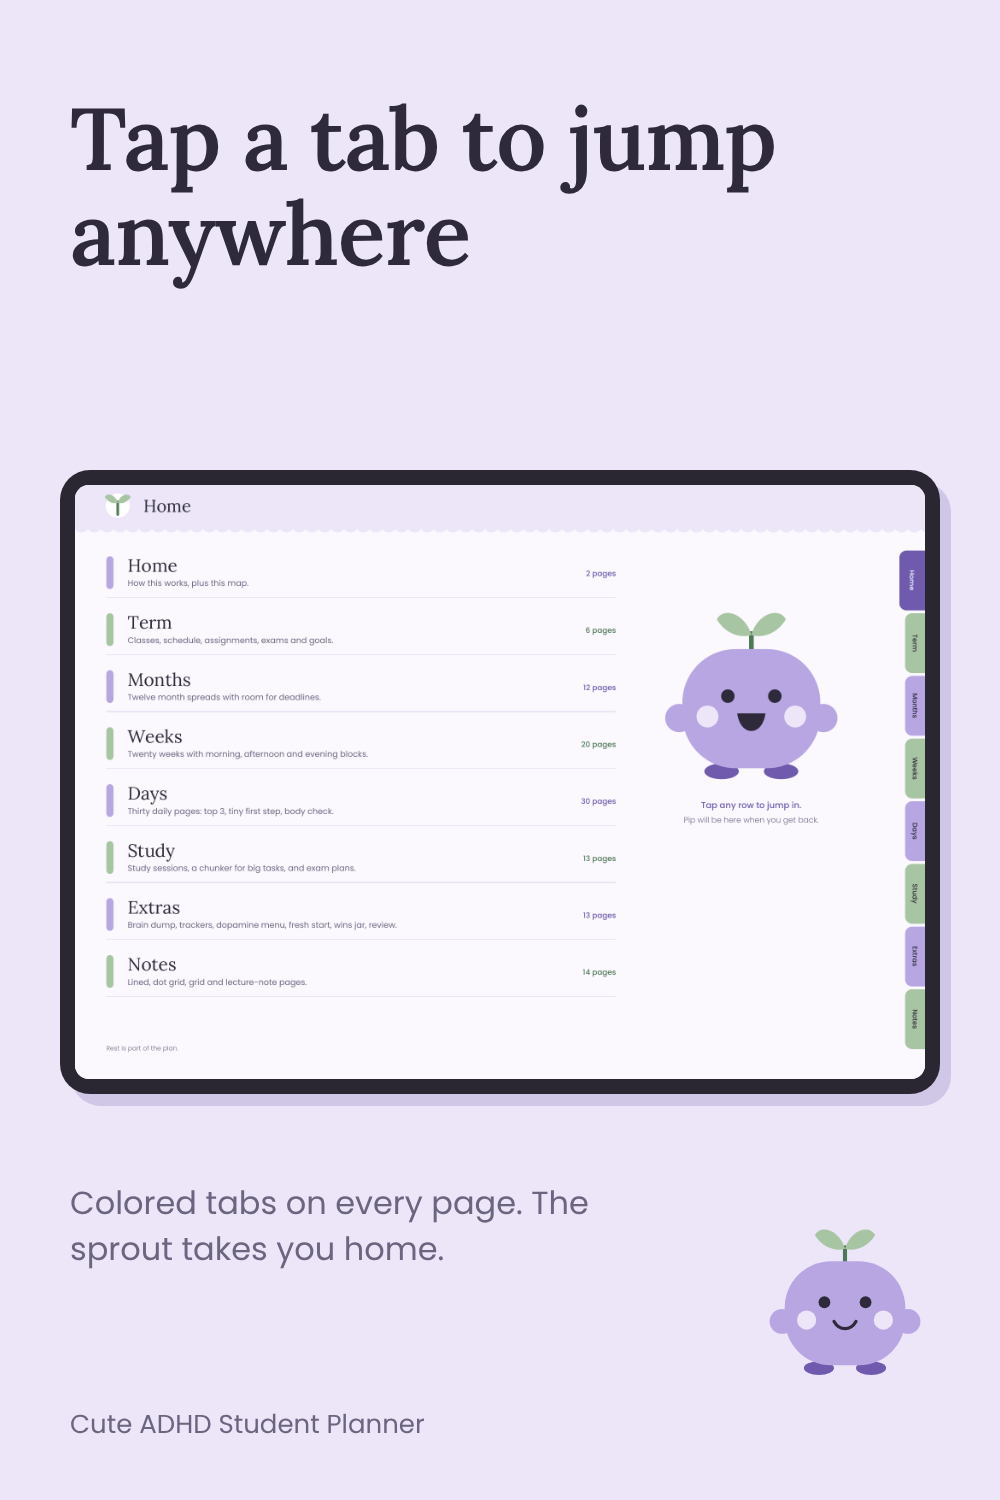 Tap a tab to jump
anywhere
Home
Home
How this works, plus this map.
2 pages
Term
Classes, schedule, assignments, exams and goals.
6 pages
Months
Twelve month spreads with room for deadlines.
12 pages
Weeks
Twenty weeks with morning, afternoon and evening blocks.
20 pages
Days
Thirty daily pages: top 3, tiny first step, body check.
30 pages
Study
Study sessions, a chunker for big tasks, and exam plans.
13 pages
Extras
Brain dump, trackers, dopamine menu, fresh start, wins jar, review.
13 pages
Notes
Lined, dot grid, grid and lecture-note pages.
14 pages
Rest is part of the plan.
Tap any row to jump in.
Pip will be here when you get back.
Home
Term
Months
Weeks
Days
Study
Extras
Notes
Colored tabs on every page. The
sprout takes you home.
Cute ADHD Student Planner